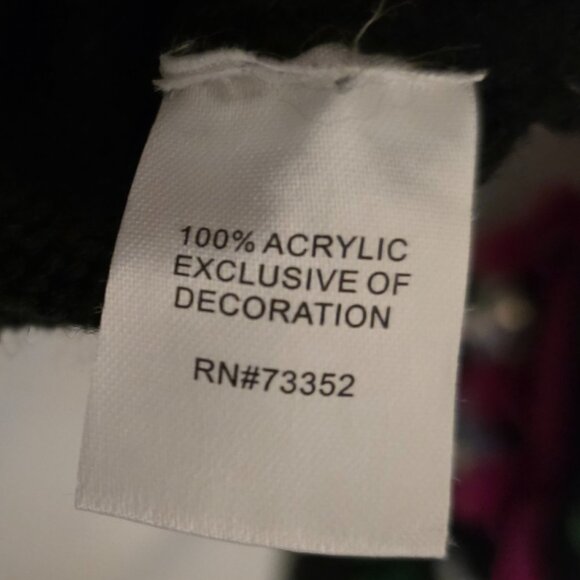 100% ACRYLIC
EXCLUSIVE OF
DECORATION
RN#73352